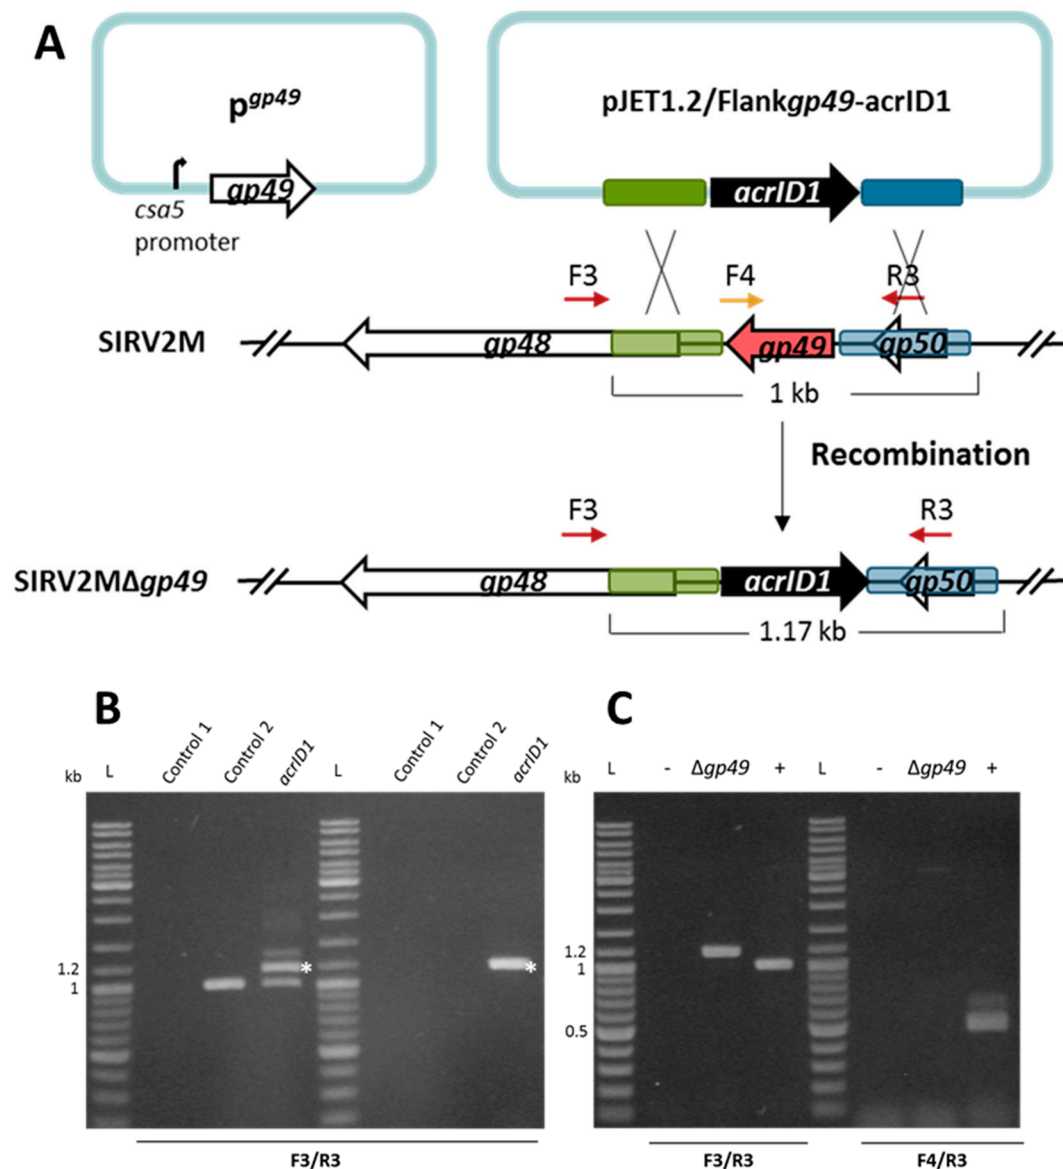 A
pgp49
pJET1.2/Flankgp49-acrID1
gp49
acrID1
csa5
promoter
F3
F4
R3
SIRV2M
gp48
gp49
gp50
1 kb
Recombination
F3
R3
SIRV2MΔgp49
gp48
acrID1
gp50
1.17 kb
B
kb
L
Control 1
Control 2
acrID1
L
Control 1
Control 2
acrID1
1.2
1
*
*
F3/R3
C
kb
L - Δgp49 + L - Δgp49 +
1.2
1
0.5
F3/R3
F4/R3